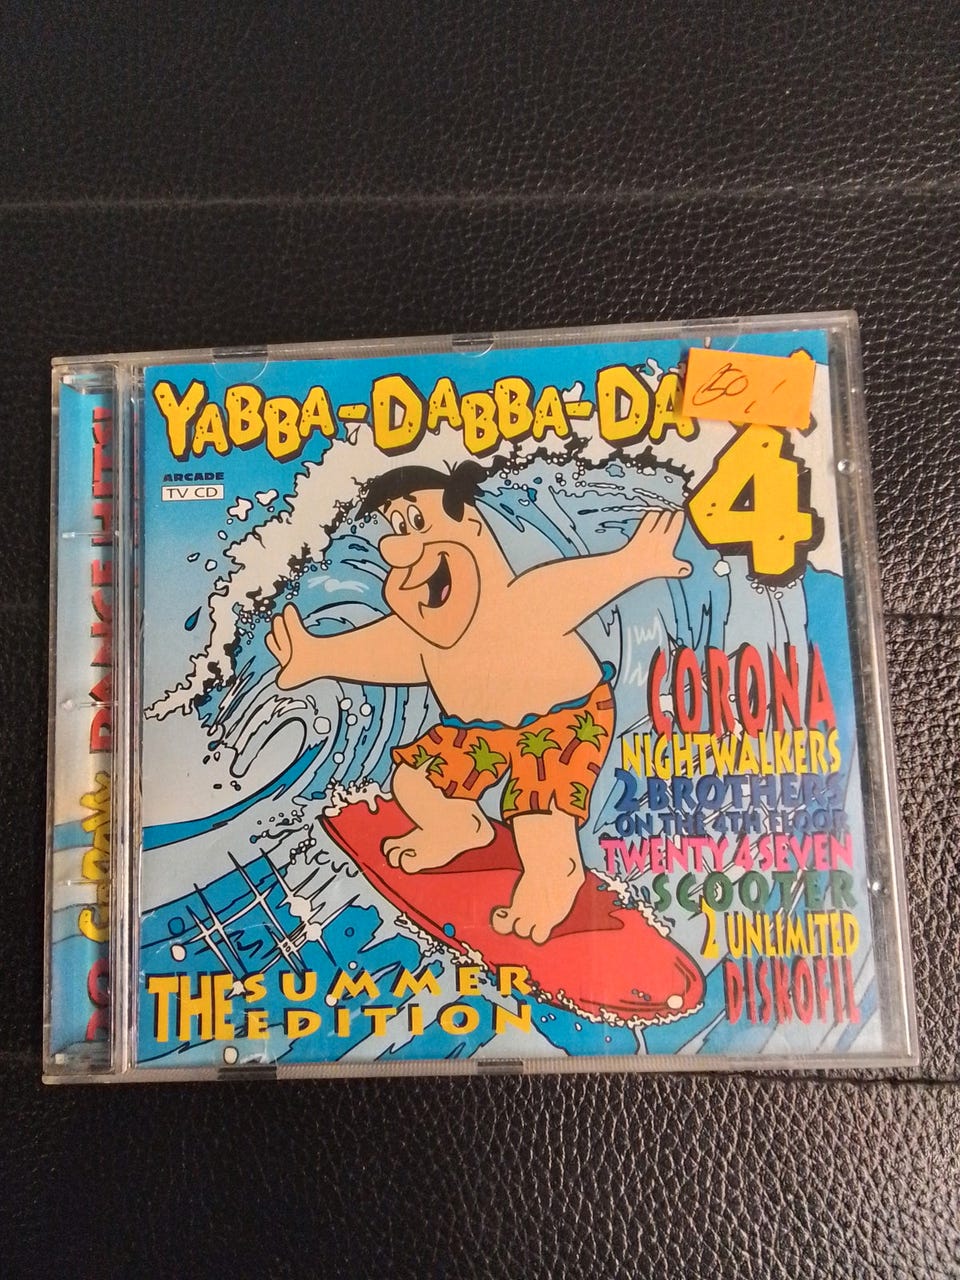 YABBA-DABBA-DA
4
ARCADE
TV CD
CORONA
NIGHTWALKERS
2 BROTHERS
ON THE 4TH FLOOR
TWENTY 4 SEVEN
SCOOTER
2 UNLIMITED
DISKOFIL
THE SUMMER
EDITION
DANCE HITS!